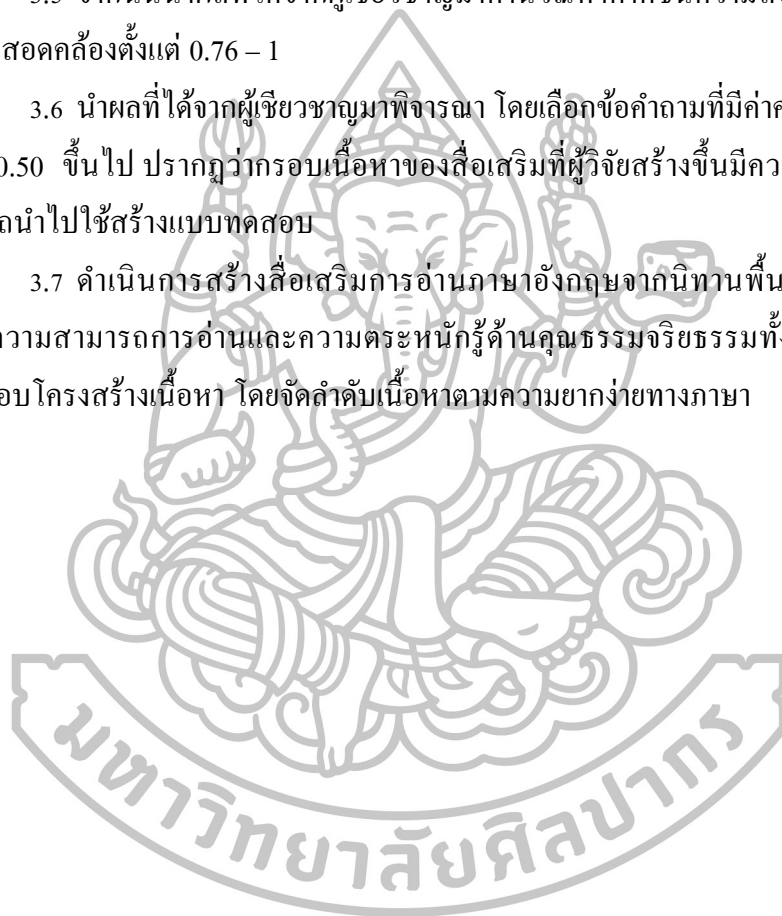 สอดคล้องตั้งแต่ 0.76 – 1
3.6 นำผลที่ได้จากผู้เชี่ยวชาญมาพิจารณา โดยเลือกข้อคำถามที่มีค่า
0.50 ขึ้นไป ปรากฏว่ากรอบเนื้อหาของสื่อเสริมที่ผู้วิจัยสร้างขึ้นมี
นำไปใช้สร้างแบบทดสอบ
3.7 ดำเนินการสร้างสื่อเสริมการอ่านภาษาอังกฤษจากนิทานพื้น
ความสามารถการอ่านและความตระหนักรู้ด้านคุณธรรมจริยธรรมทั้
อบโครงสร้างเนื้อหา โดยจัดลำดับเนื้อหาตามความยากง่ายทางภาษา
มหาวิทยาลัยศิลปากร